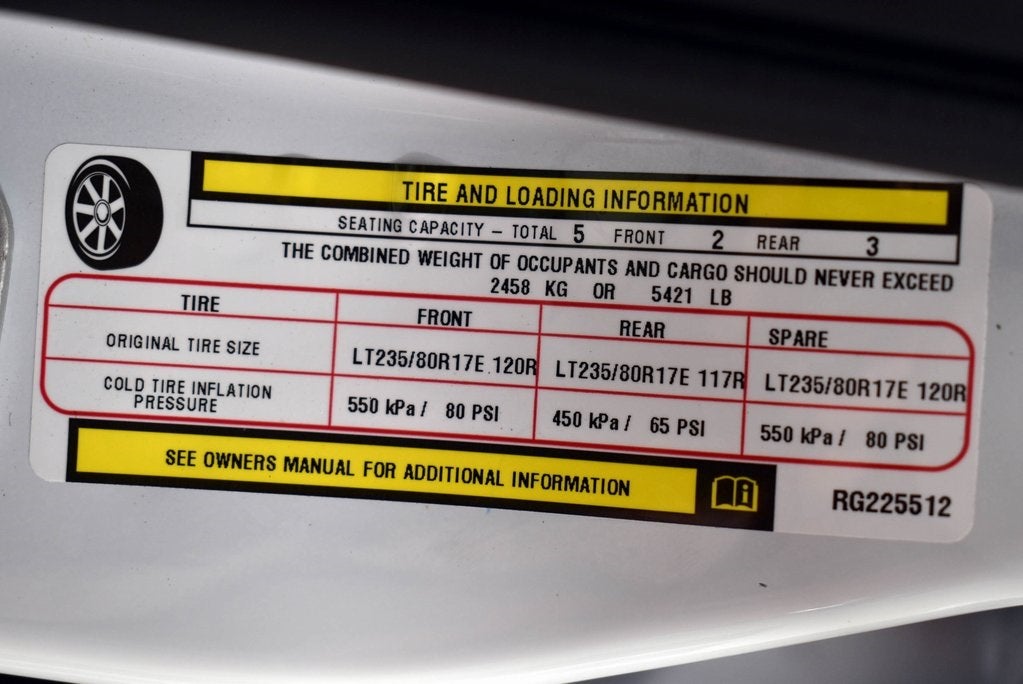 TIRE AND LOADING INFORMATION
SEATING CAPACITY – TOTAL 5 FRONT 2 REAR 3
THE COMBINED WEIGHT OF OCCUPANTS AND CARGO SHOULD NEVER EXCEED
2458 KG OR 5421 LB
TIRE FRONT REAR SPARE
ORIGINAL TIRE SIZE LT235/80R17E 120R LT235/80R17E 117R LT235/80R17E 120R
COLD TIRE INFLATION PRESSURE 550 kPa / 80 PSI 450 kPa / 65 PSI 550 kPa / 80 PSI
SEE OWNERS MANUAL FOR ADDITIONAL INFORMATION
RG225512